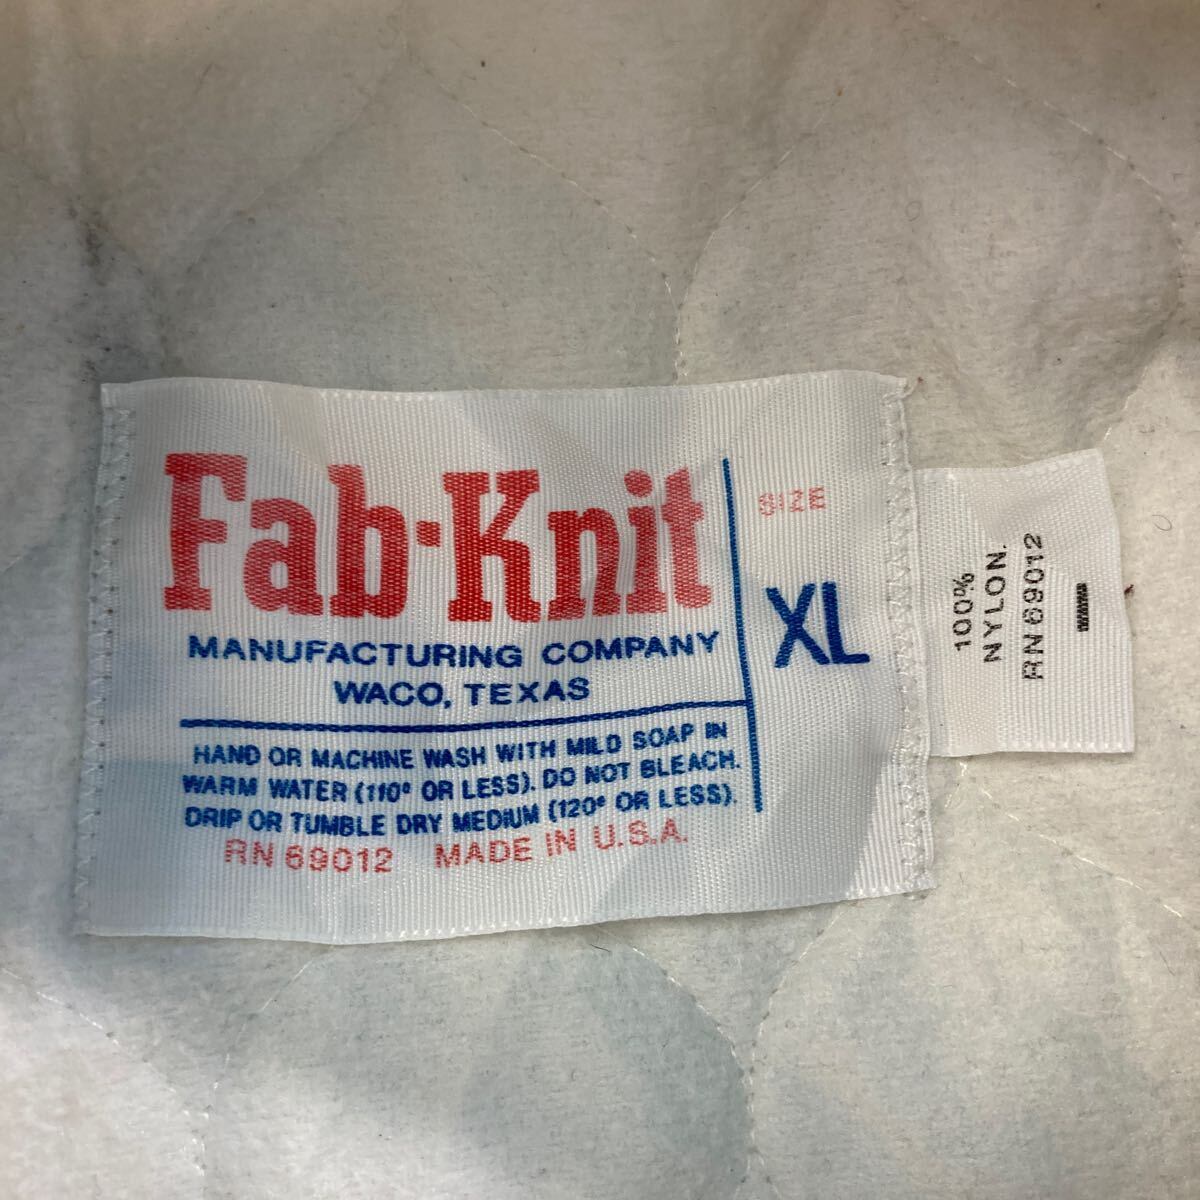 Fab-Knit
MANUFACTURING COMPANY
WACO, TEXAS
SIZE
XL
HAND OR MACHINE WASH WITH MILD SOAP IN
WARM WATER (110° OR LESS). DO NOT BLEACH.
DRIP OR TUMBLE DRY MEDIUM (120° OR LESS).
RN 69012 MADE IN U.S.A.
100%
NYLON.
RN 69012